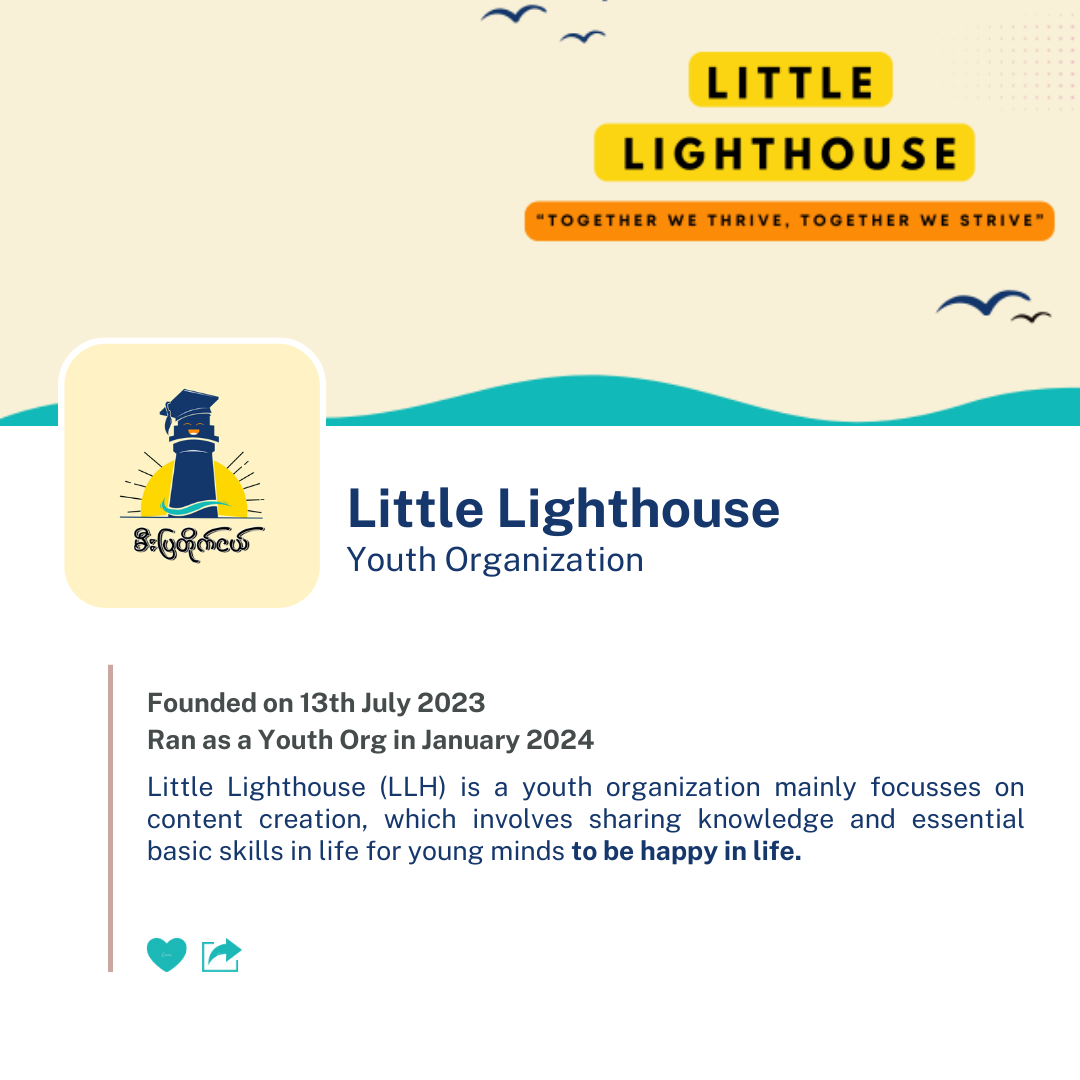 LITTLE
LIGHTHOUSE
“TOGETHER WE THRIVE, TOGETHER WE STRIVE”
မီးပြတိုက်ငယ်
Little Lighthouse
Youth Organization
Founded on 13th July 2023
Ran as a Youth Org in January 2024
Little Lighthouse (LLH) is a youth organization mainly focusses on
content creation, which involves sharing knowledge and essential
basic skills in life for young minds to be happy in life.